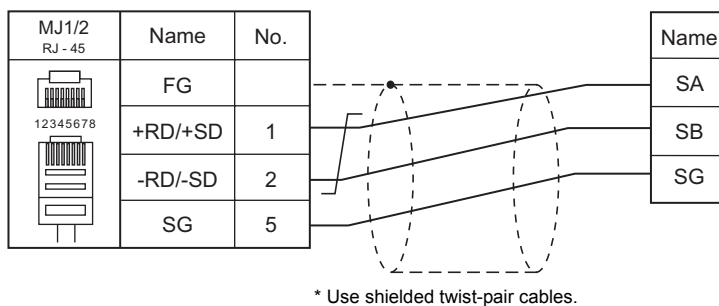 MJ1/2
RJ - 45
Name
No.
Name
FG
SA
12345678
+RD/+SD
1
SB
-RD/-SD
2
SG
SG
5
* Use shielded twist-pair cables.